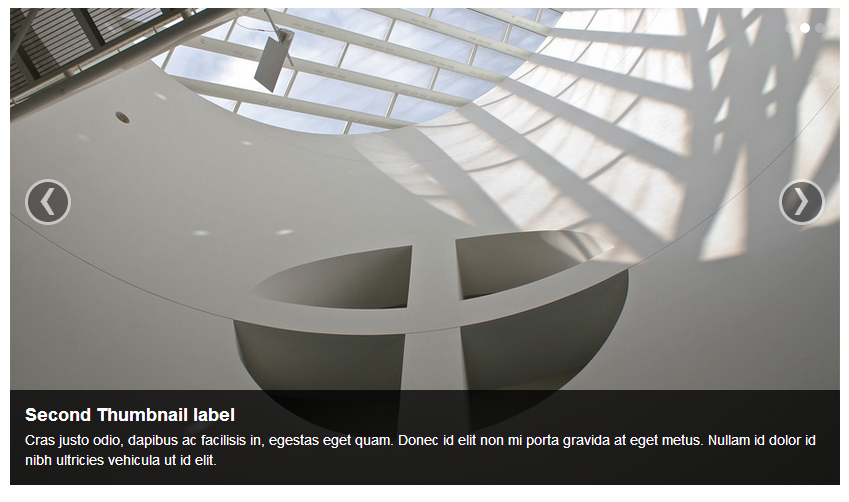 Second Thumbnail label
Cras justo odio, dapibus ac facilisis in, egestas eget quam. Donec id elit non mi porta gravida at eget metus. Nullam id dolor id
nibh ultricies vehicula ut id elit.